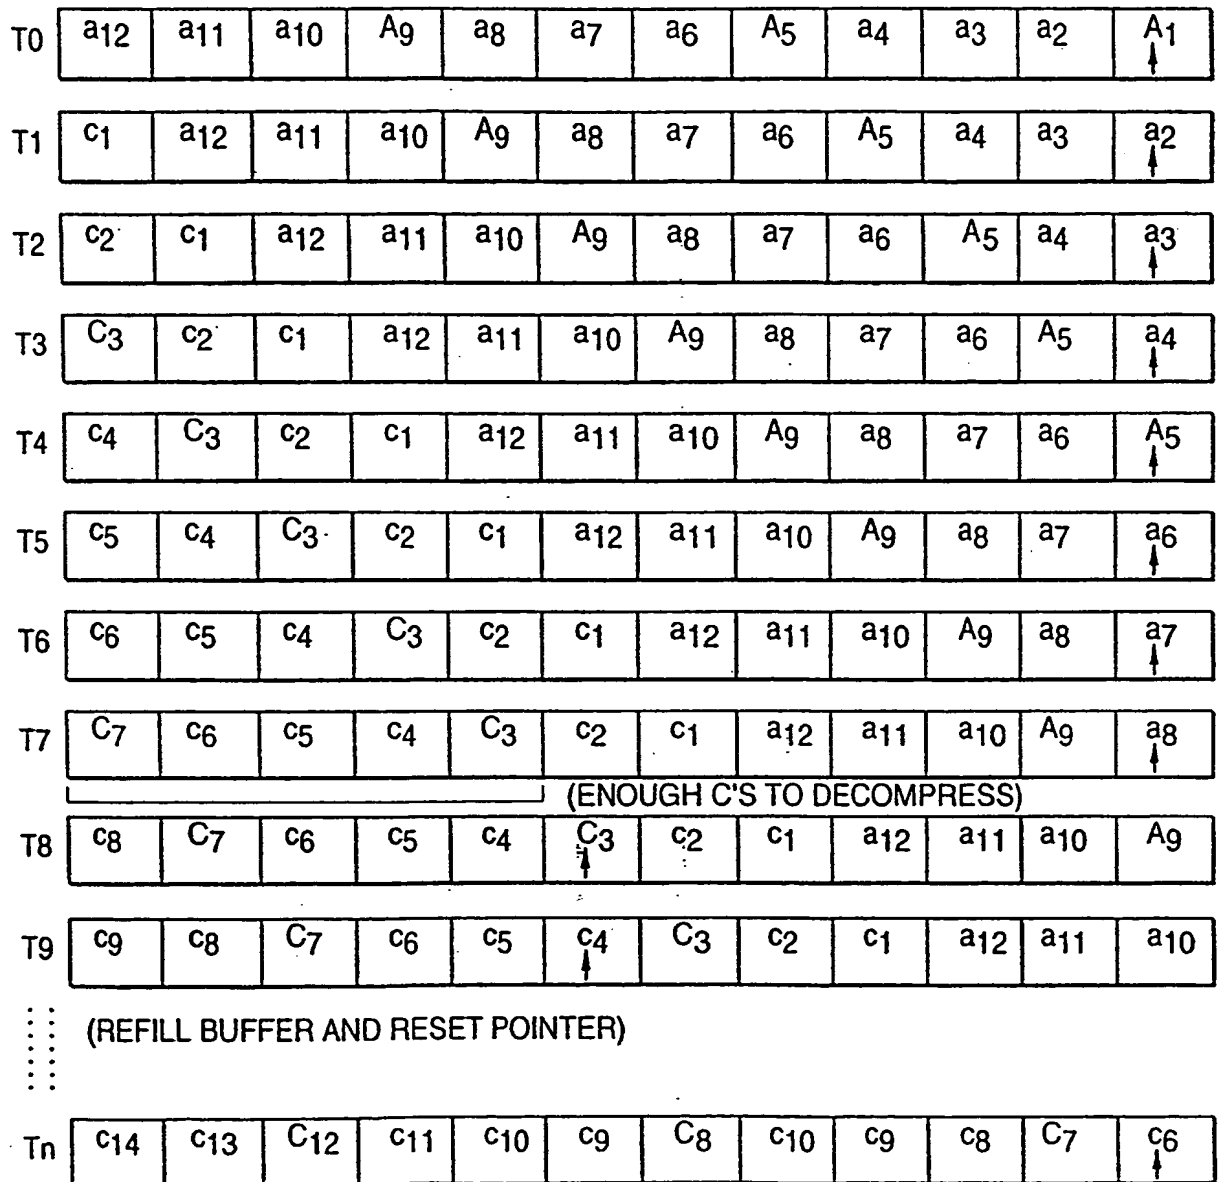 T0 a12 a11 a10 A9 a8 a7 a6 A5 a4 a3 a2 A1
T1 c1 a12 a11 a10 A9 a8 a7 a6 A5 a4 a3 a2
T2 c2 c1 a12 a11 a10 A9 a8 a7 a6 A5 a4 a3
T3 C3 c2 c1 a12 a11 a10 A9 a8 a7 a6 A5 a4
T4 c4 C3 c2 c1 a12 a11 a10 A9 a8 a7 a6 A5
T5 c5 c4 C3 c2 c1 a12 a11 a10 A9 a8 a7 a6
T6 c6 c5 c4 C3 c2 c1 a12 a11 a10 A9 a8 a7
T7 C7 c6 c5 c4 C3 c2 c1 a12 a11 a10 A9 a8
(ENOUGH C'S TO DECOMPRESS)
T8 c8 C7 c6 c5 c4 C3 c2 c1 a12 a11 a10 A9
T9 c9 c8 C7 c6 c5 c4 C3 c2 c1 a12 a11 a10
(REFILL BUFFER AND RESET POINTER)
Tn c14 c13 C12 c11 c10 c9 C8 c10 c9 c8 C7 c6